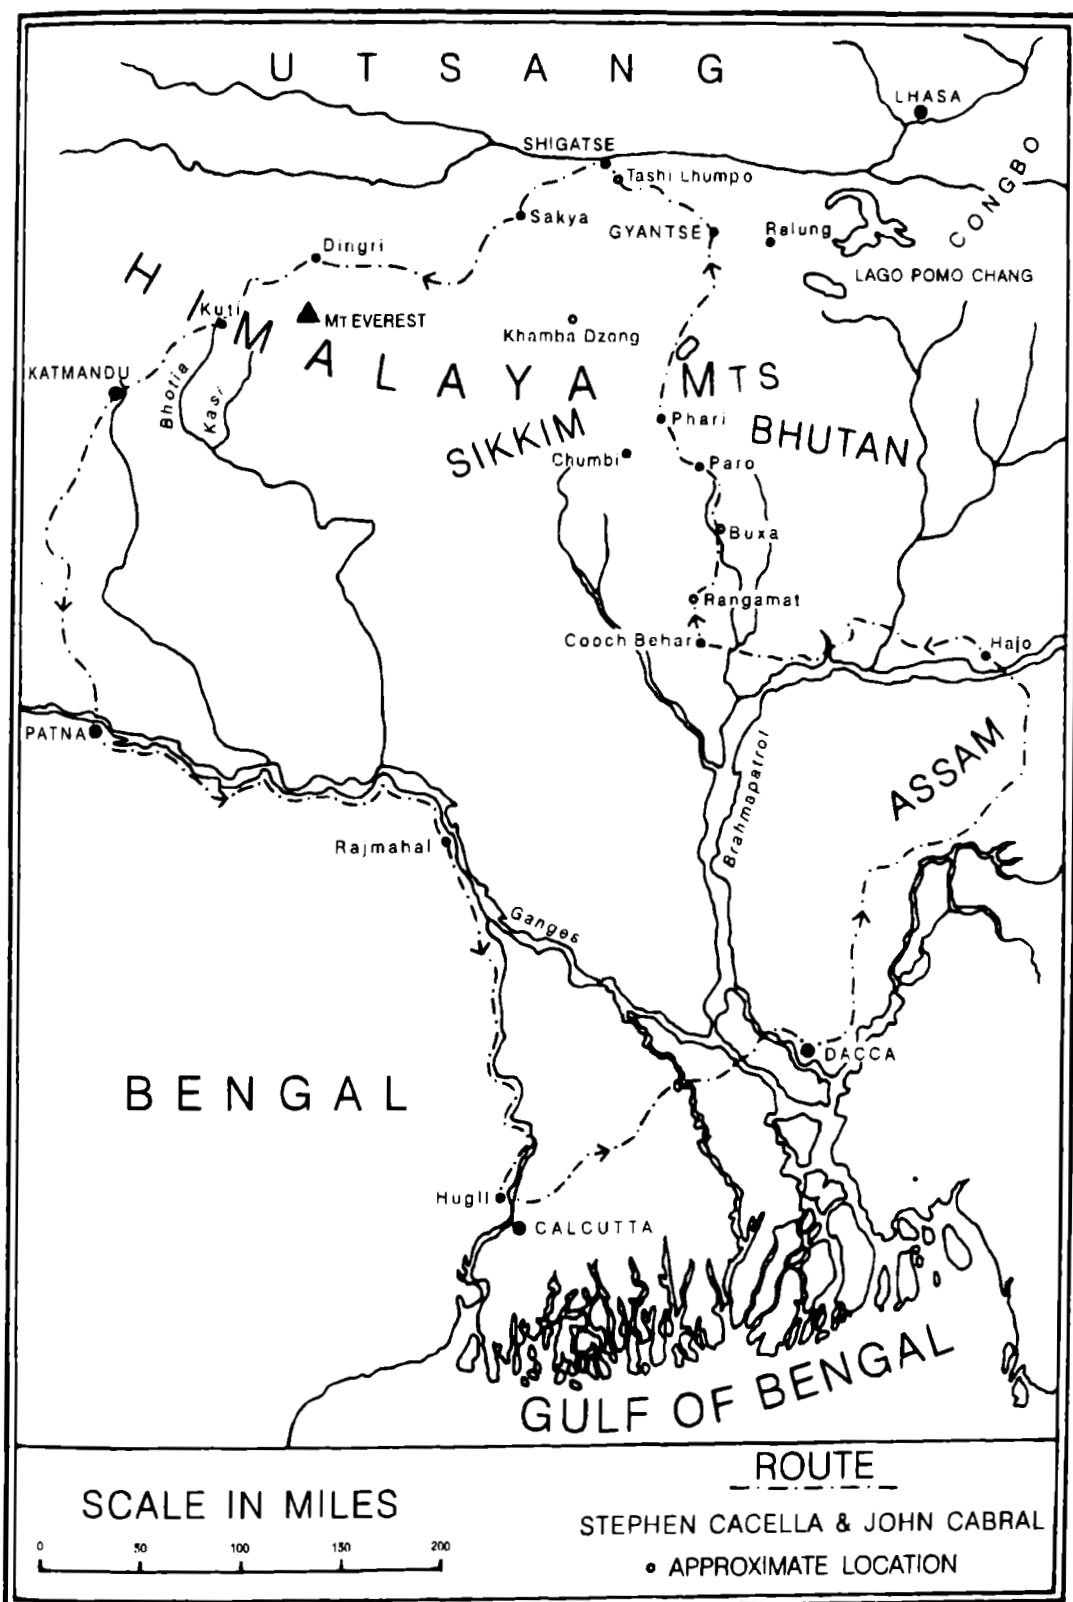 UTSANG
LHASA
SHIGATSE
Tashi Lhumpo
CONGBO
Sakya
GYANTSE
Ralung
Dingri
LAGO POMO CHANG
HIMALAYA MTS
Kuti
MT EVEREST
Khamba Dzong
KATMANDU
Bhotia
Kasi
Phari
SIKKIM
BHUTAN
Chumbi
Paro
Buxa
Rangamat
Cooch Behar
Hajo
PATNA
ASSAM
Brahmapatrol
Rajmahal
Ganges
DACCA
BENGAL
Hugli
CALCUTTA
GULF OF BENGAL
SCALE IN MILES
0 50 100 150 200
ROUTE
STEPHEN CACELLA & JOHN CABRAL
APPROXIMATE LOCATION